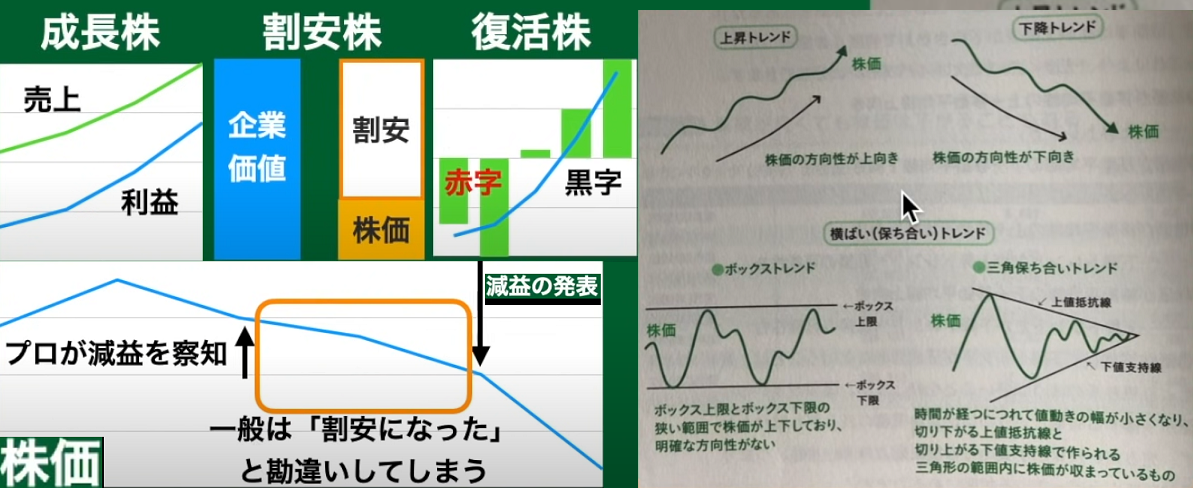 成長株
割安株
復活株
売上
利益
企業
価値
割安
株価
赤字
黒字
減益の発表
プロが減益を察知
一般は「割安になった」
と勘違いしてしまう
株価
上昇トレンド
株価
株価の方向性が上向き
下降トレンド
株価
株価の方向性が下向き
横ばい(保ち合い)トレンド
●ボックストレンド
株価
←ボックス
上限
←ボックス
下限
ボックス上限とボックス下限の
狭い範囲で株価が上下しており、
明確な方向性がない
●三角保ち合いトレンド
株価
上値抵抗線
下値支持線
時間が経つにつれて値動きの幅が小さくなり、
切り下がる上値抵抗線と
切り上がる下値支持線で作られる
三角形の範囲内に株価が収まっているもの